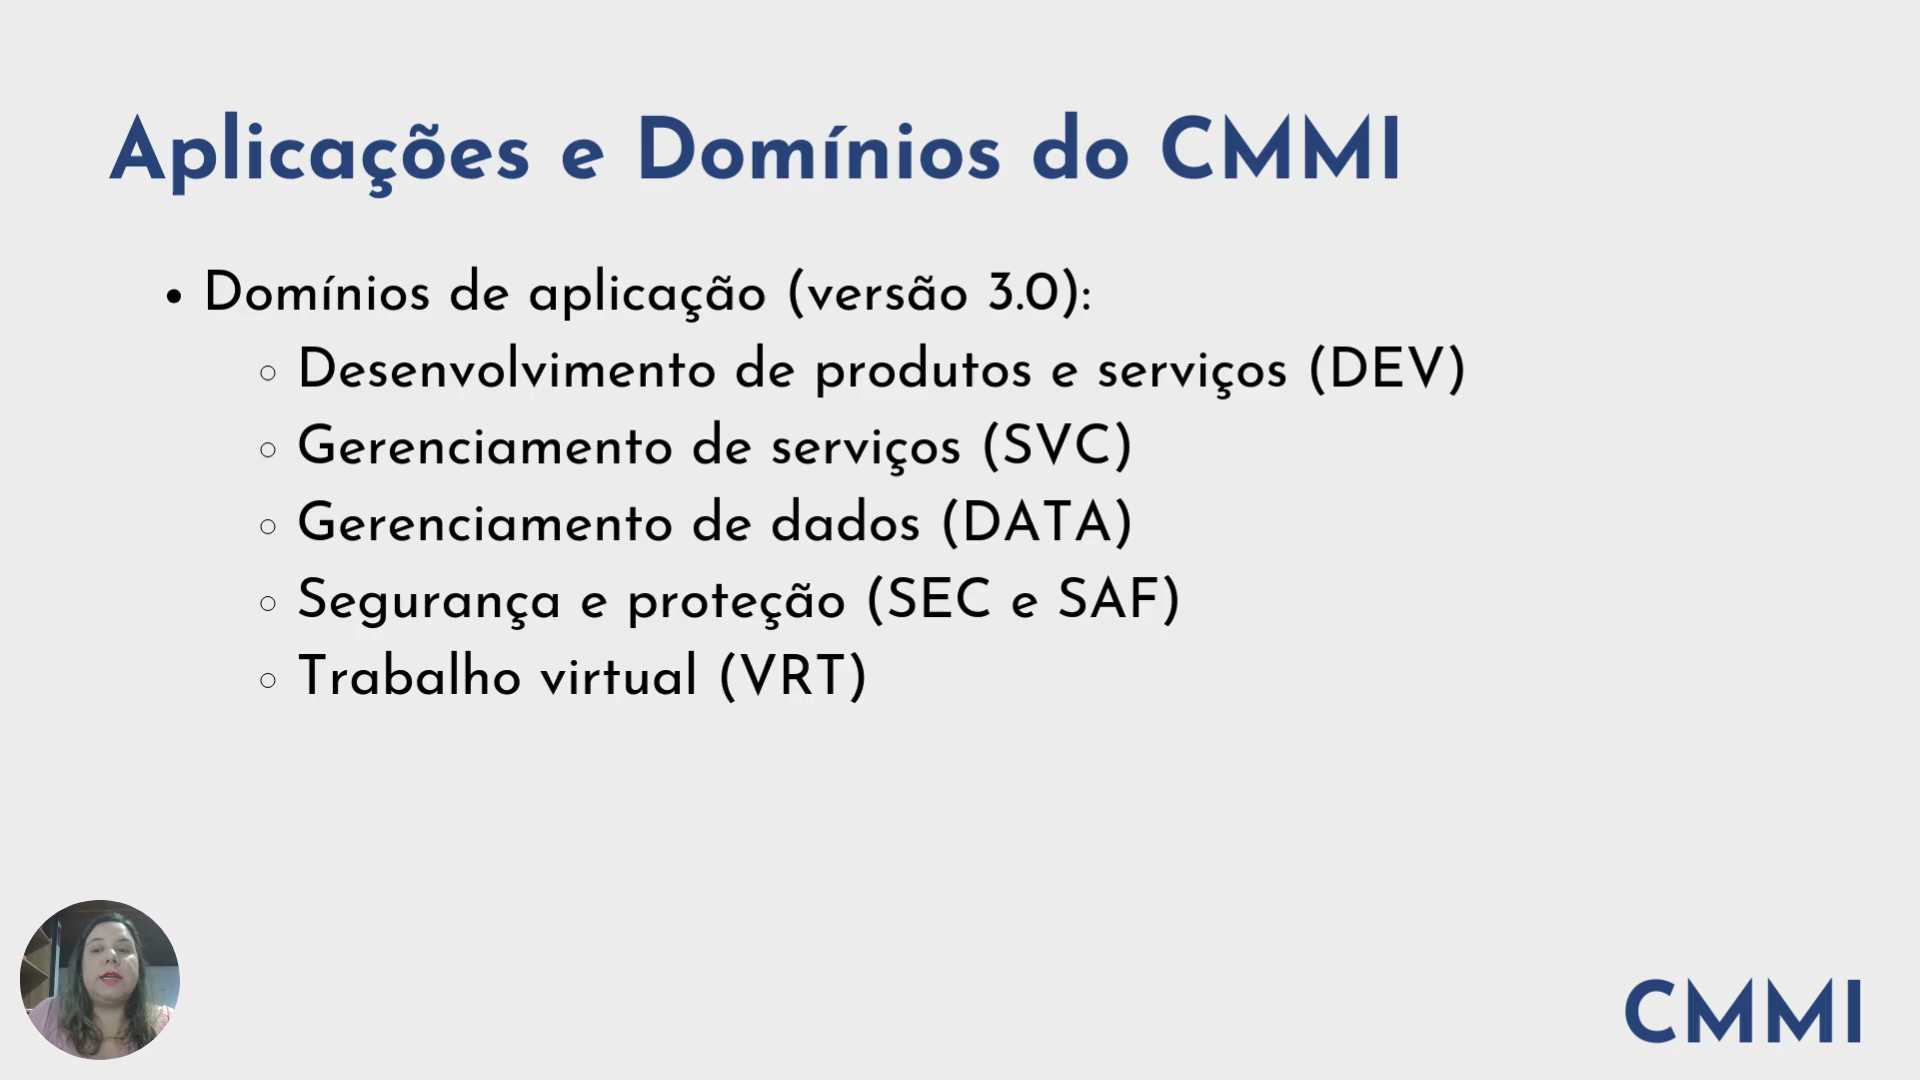 Aplicações e Domínios do CMMI
• Domínios de aplicação (versão 3.0):
○ Desenvolvimento de produtos e serviços (DEV)
○ Gerenciamento de serviços (SVC)
○ Gerenciamento de dados (DATA)
○ Segurança e proteção (SEC e SAF)
○ Trabalho virtual (VRT)
CMMI